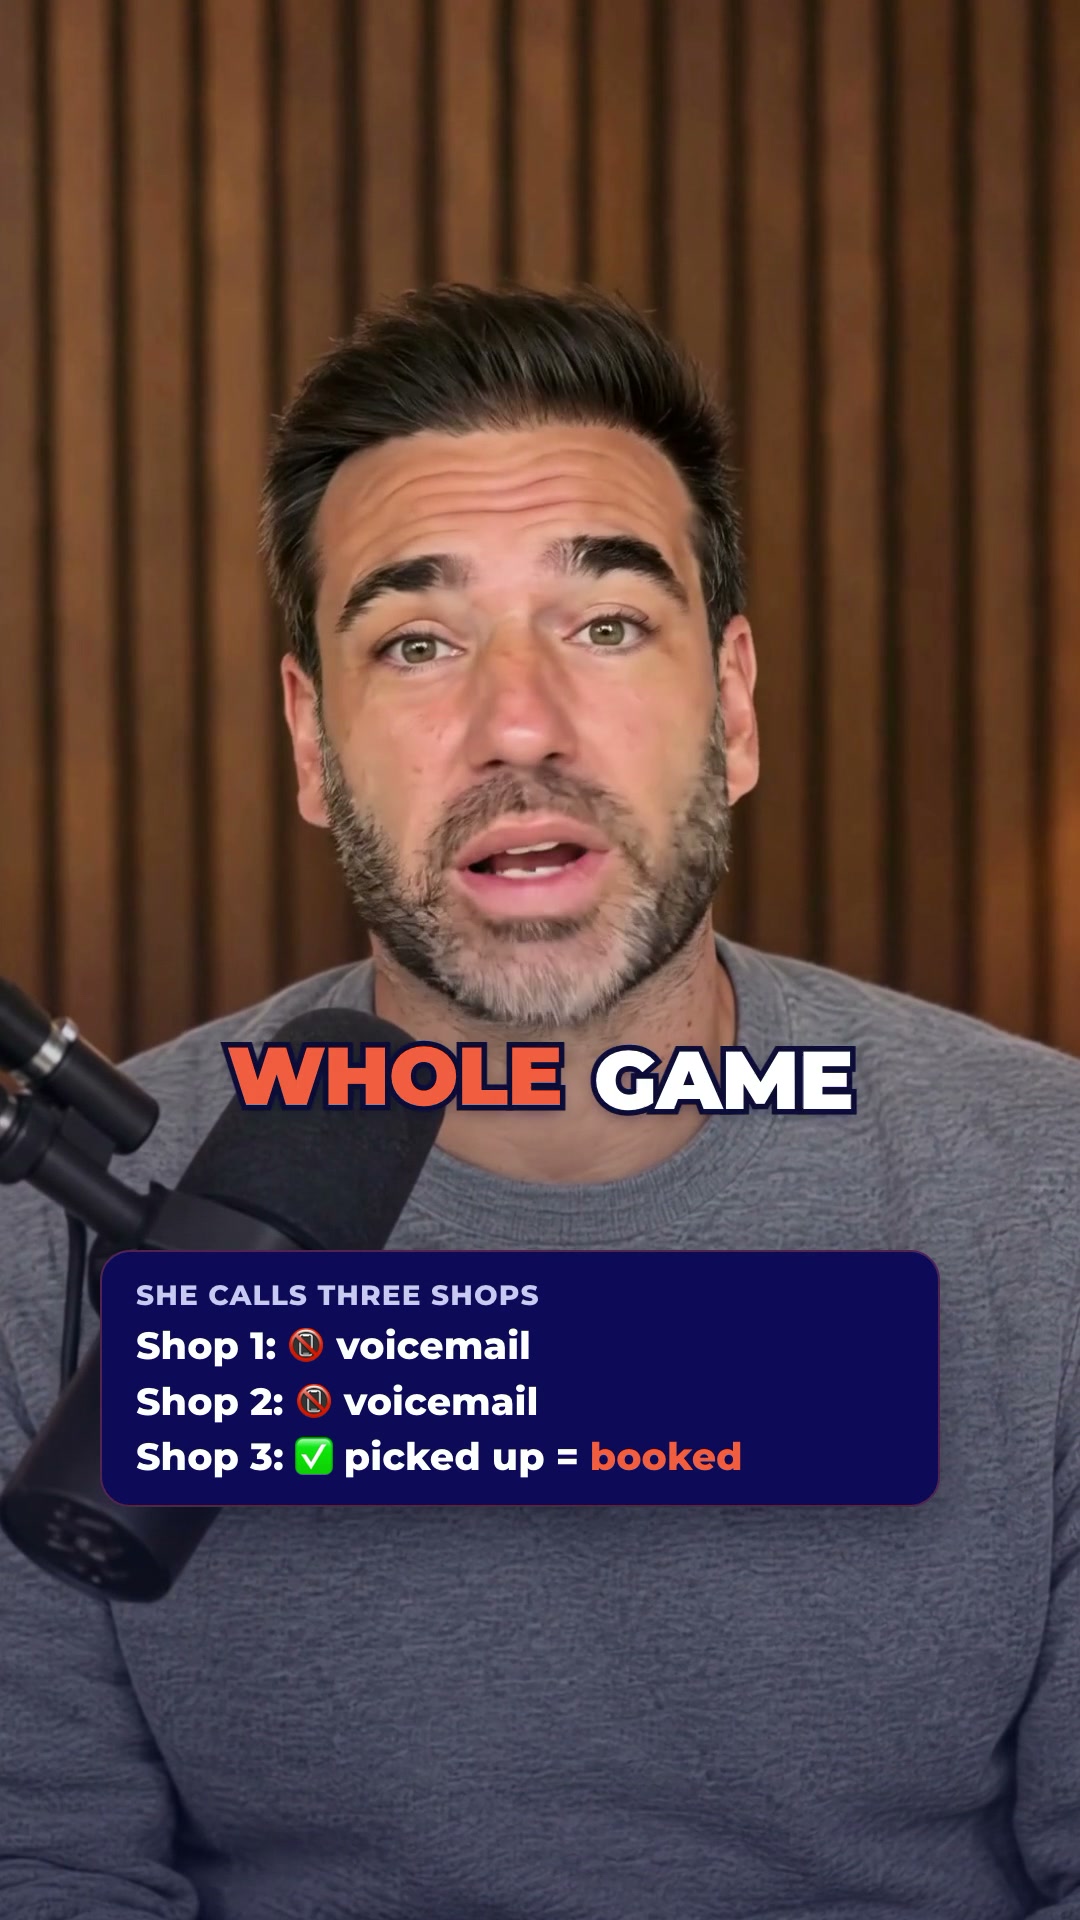 WHOLE GAME
SHE CALLS THREE SHOPS
Shop 1: 📵 voicemail
Shop 2: 📵 voicemail
Shop 3: ✅ picked up = booked